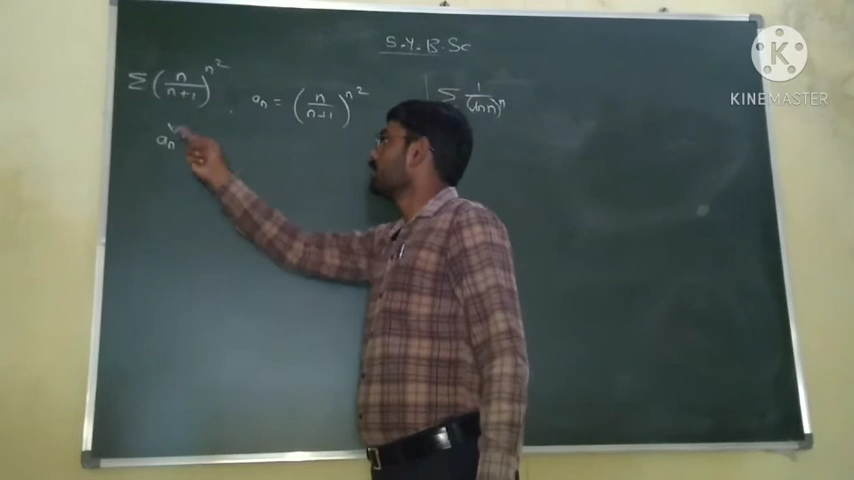 S.Y.B.Sc
Σ (n/n+1)^n² , aₙ = (n/n+1)^n²
Σ 1/(ln n)^n
aₙ
K
KINEMASTER